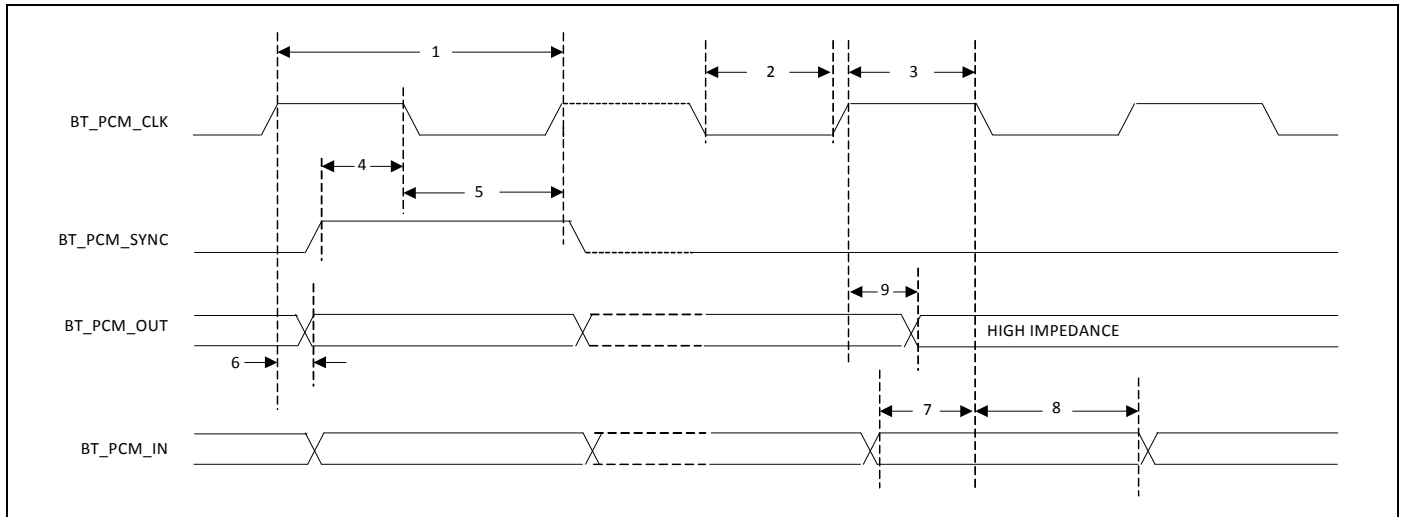 1
2
3
BT_PCM_CLK
4
5
BT_PCM_SYNC
9
BT_PCM_OUT
HIGH IMPEDANCE
6
7
8
BT_PCM_IN